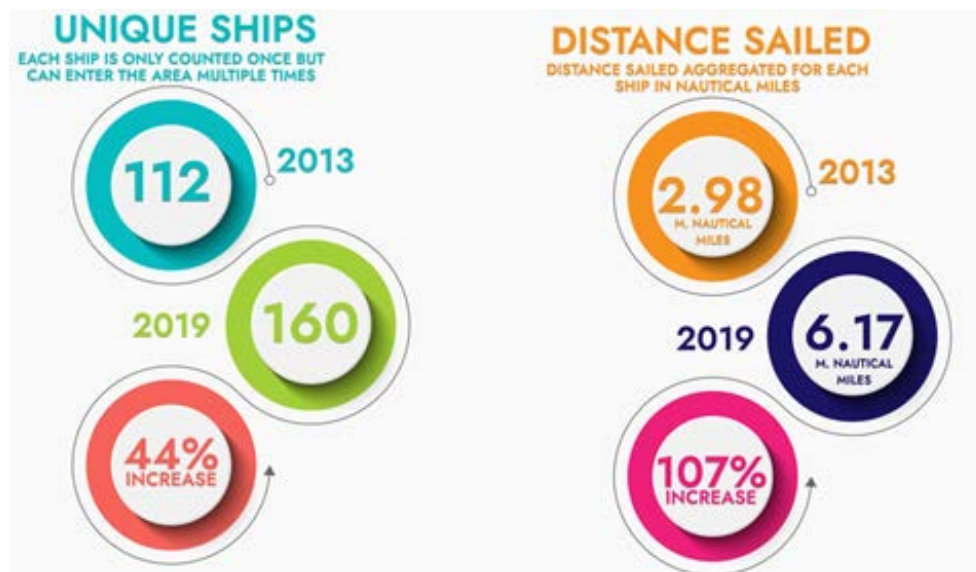 UNIQUE SHIPS
EACH SHIP IS ONLY COUNTED ONCE BUT
CAN ENTER THE AREA MULTIPLE TIMES
112
2013
2019
160
44%
INCREASE
DISTANCE SAILED
DISTANCE SAILED AGGREGATED FOR EACH
SHIP IN NAUTICAL MILES
2.98
M. NAUTICAL
MILES
2013
2019
6.17
M. NAUTICAL
MILES
107%
INCREASE